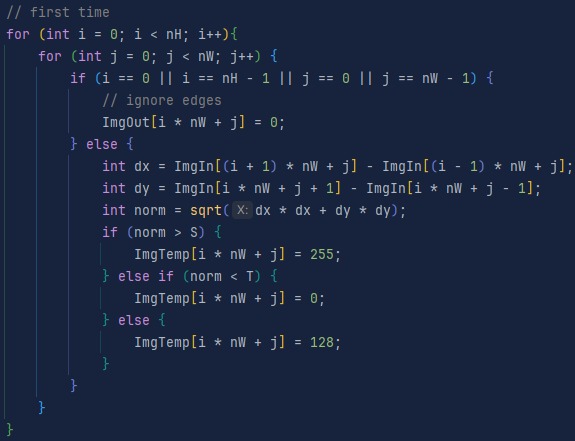 // first time
for (int i = 0; i < nH; i++){
    for (int j = 0; j < nW; j++) {
        if (i == 0 || i == nH - 1 || j == 0 || j == nW - 1) {
            // ignore edges
            ImgOut[i * nW + j] = 0;
        } else {
            int dx = ImgIn[(i + 1) * nW + j] - ImgIn[(i - 1) * nW + j];
            int dy = ImgIn[i * nW + j + 1] - ImgIn[i * nW + j - 1];
            int norm = sqrt( X: dx * dx + dy * dy);
            if (norm > S) {
                ImgTemp[i * nW + j] = 255;
            } else if (norm < T) {
                ImgTemp[i * nW + j] = 0;
            } else {
                ImgTemp[i * nW + j] = 128;
            }
        }
    }
}